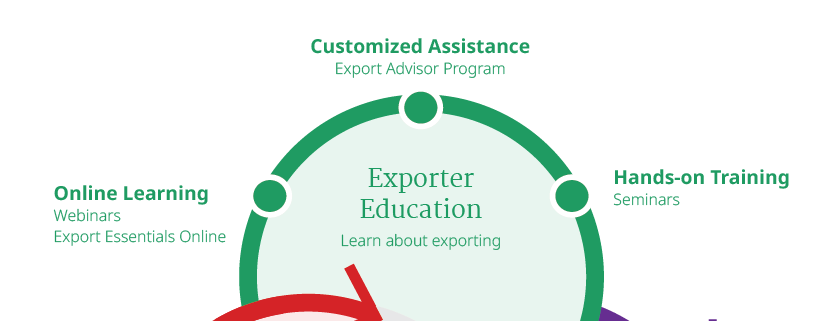 Customized Assistance
Export Advisor Program
Exporter
Education
Learn about exporting
Online Learning
Webinars
Export Essentials Online
Hands-on Training
Seminars